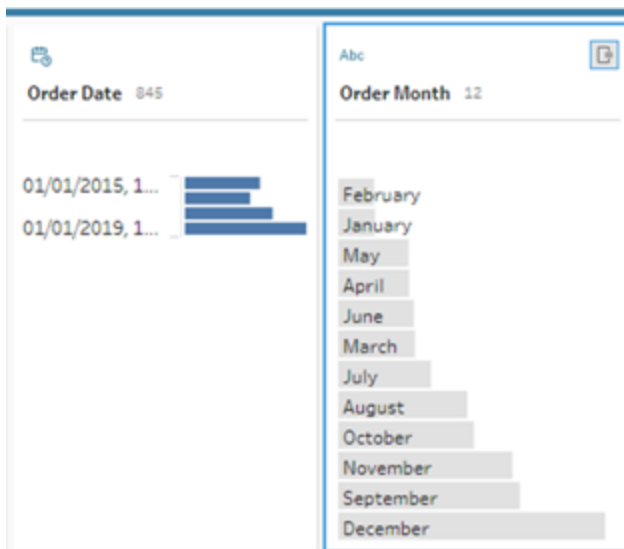 Order Date 845
01/01/2015, 1...
01/01/2019, 1...
Abc
Order Month 12
February
January
May
April
June
March
July
August
October
November
September
December